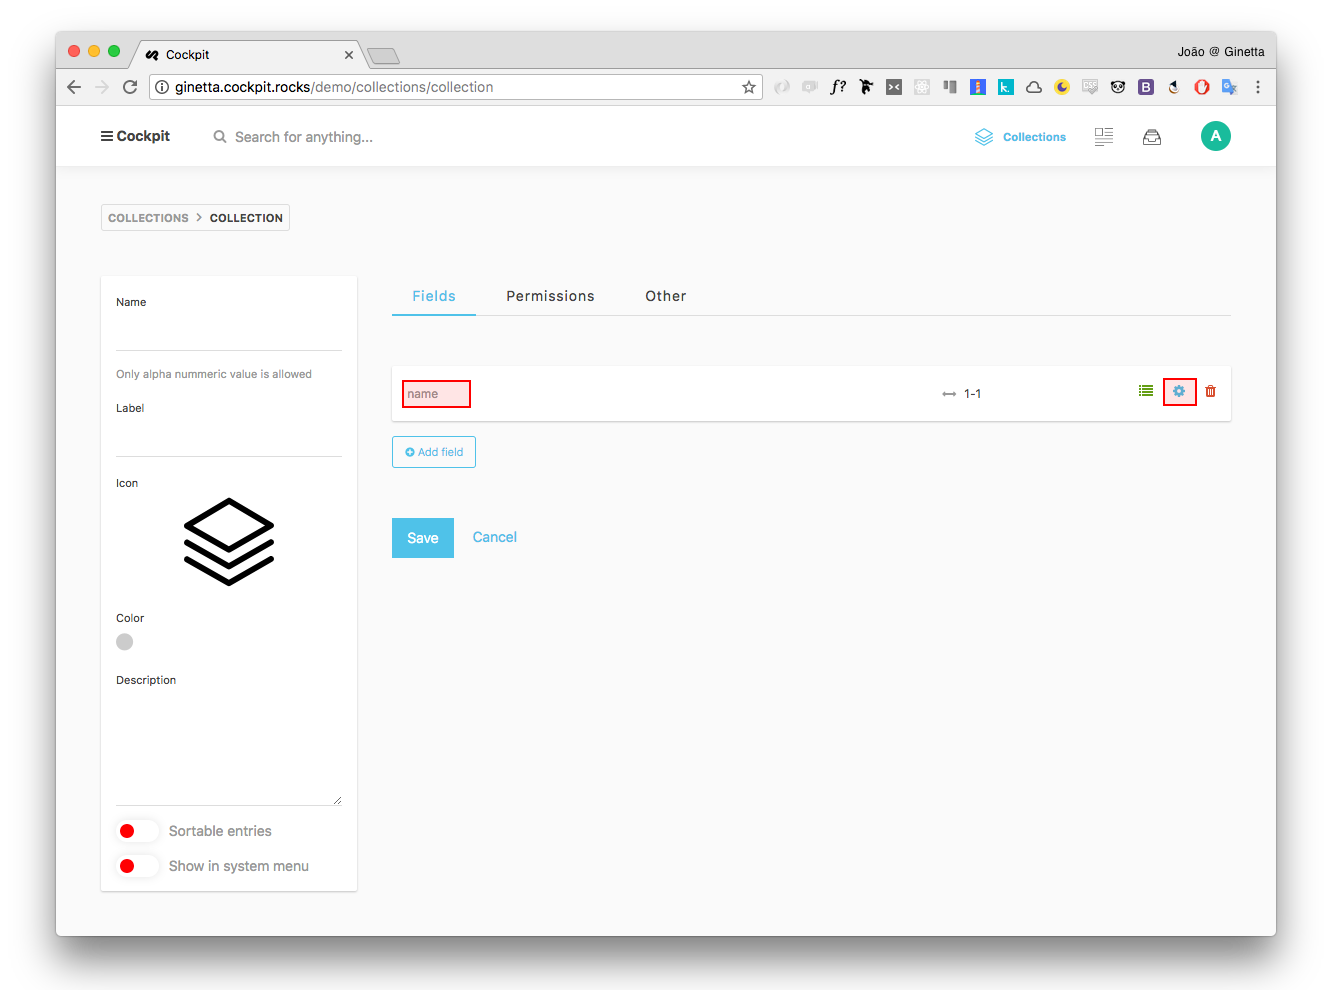 Cockpit
João @ Ginetta
ginetta.cockpit.rocks/demo/collections/collection
f?
k.
CSS
B
G
Cockpit
Search for anything...
Collections
A
COLLECTIONS > COLLECTION
Name
Only alpha nummeric value is allowed
Label
Icon
Color
Description
Sortable entries
Show in system menu
Fields
Permissions
Other
name
1-1
Add field
Save
Cancel